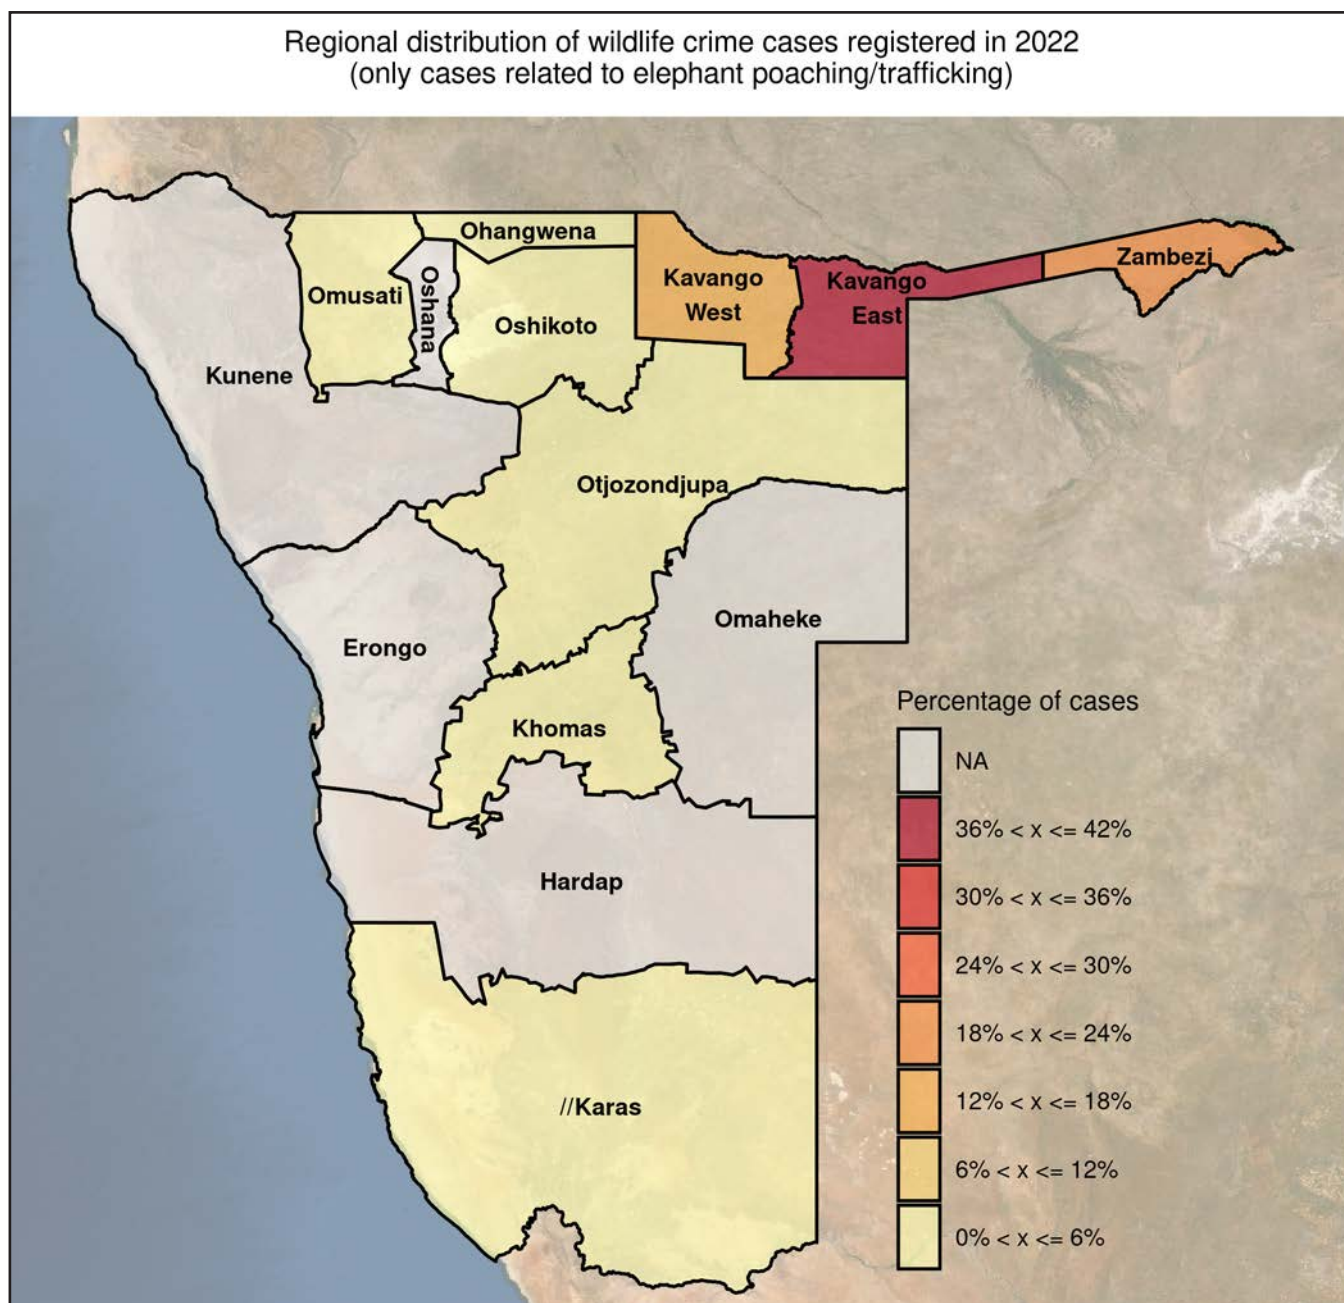 Regional distribution of wildlife crime cases registered in 2022
(only cases related to elephant poaching/trafficking)
Ohangwena
Zambezi
Omusati
Oshana
Oshikoto
Kavango
West
Kavango
East
Kunene
Otjozondjupa
Omaheke
Erongo
Khomas
Hardap
//Karas
Percentage of cases
NA
36% < x <= 42%
30% < x <= 36%
24% < x <= 30%
18% < x <= 24%
12% < x <= 18%
6% < x <= 12%
0% < x <= 6%